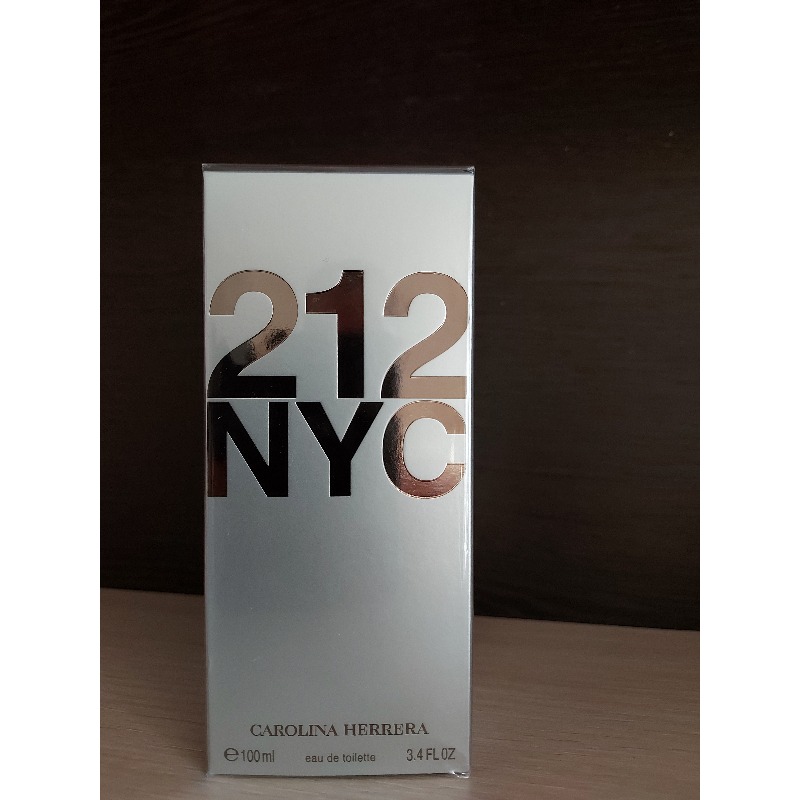 212
NYC
CAROLINA HERRERA
℮100ml eau de toilette 3.4 FL OZ